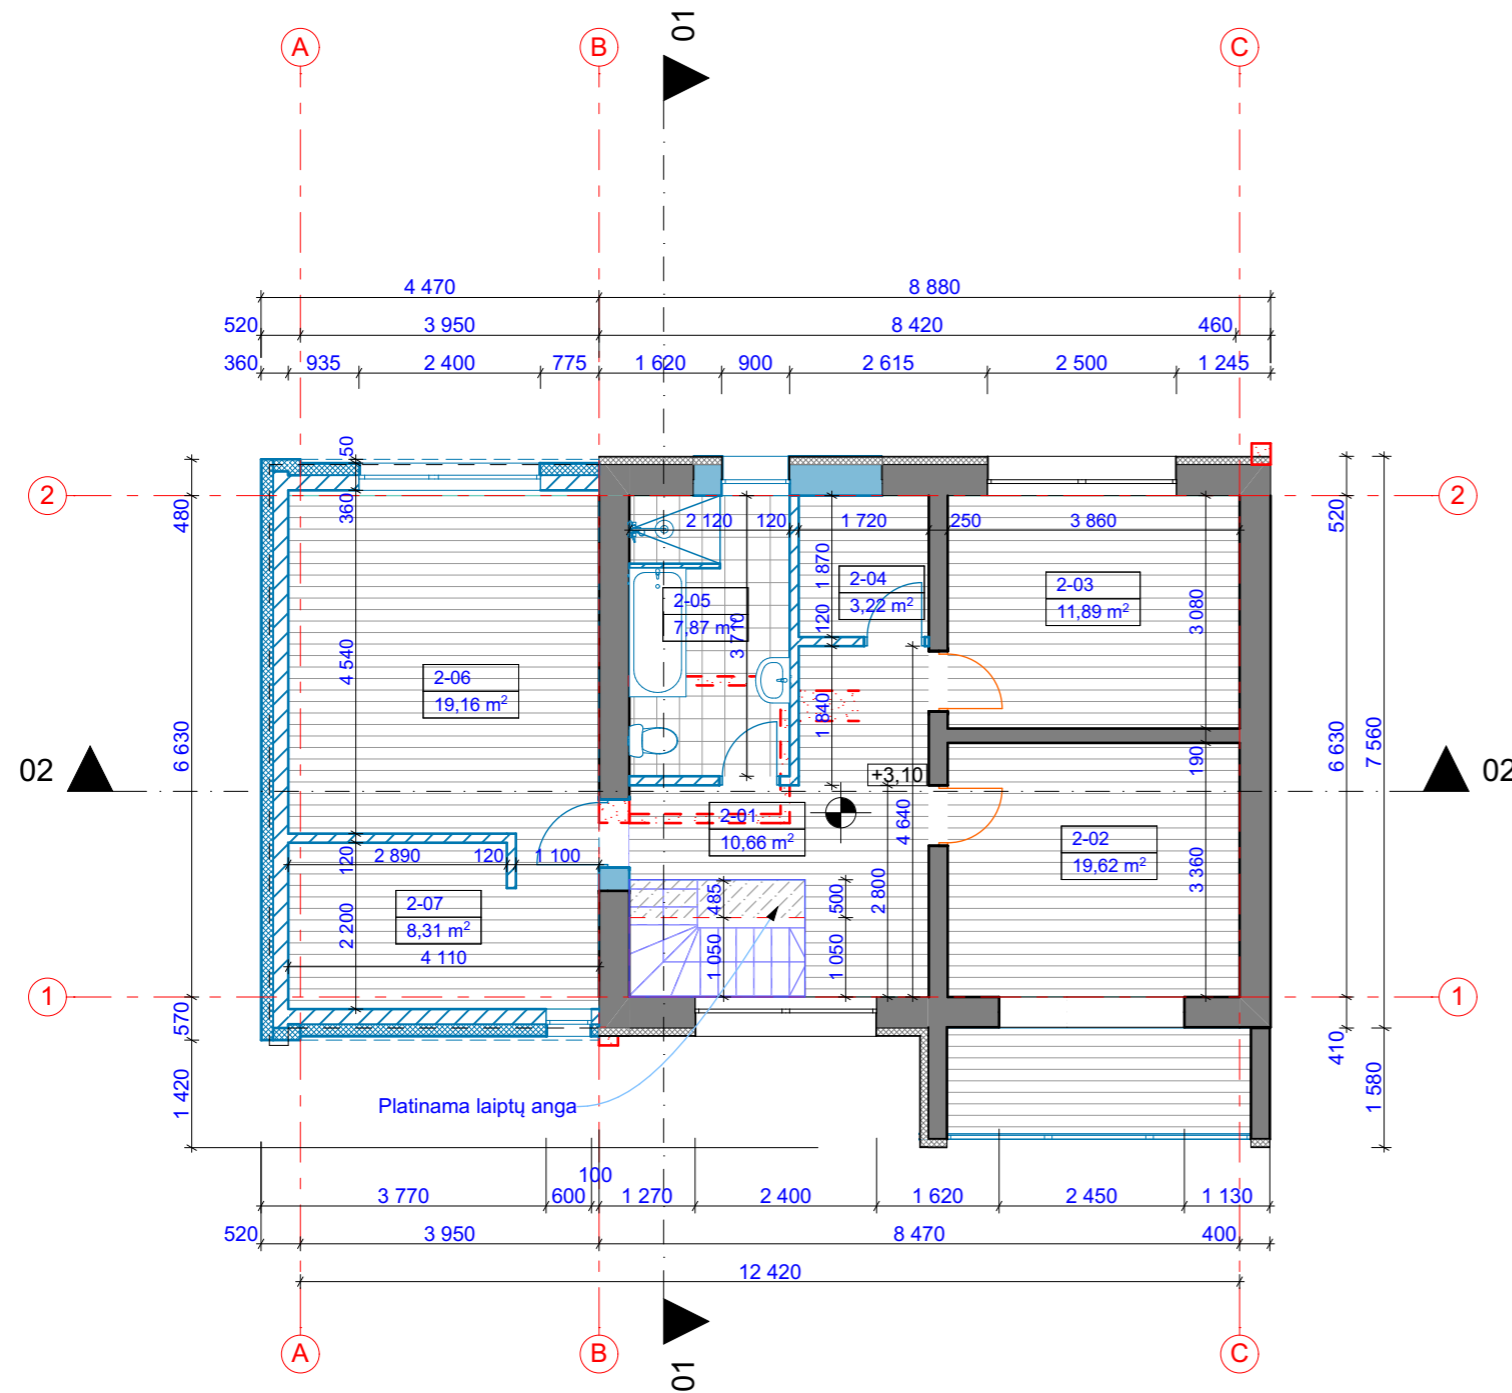 01
A B C
4 470 8 880
520 3 950 8 420 460
360 935 2 400 775 1 620 900 2 615 2 500 1 245
50
2 2
480 360 520
2 120 120 1 720 250 3 860
1 870
2-04
3,22 m²
2-03
11,89 m²
2-05
7,87 m²
3 710
120
3 080
4 540
2-06
19,16 m²
1 840
6 630 6 630 7 560
190
02 02
+3,10
2-01
10,66 m²
4 640
2-02
19,62 m²
120
2 890 120 1 100
3 360
2 800
485 500
2-07
8,31 m²
2 200
4 110
1 050 1 050
1 1
570 410
1 420 1 580
Platinama laiptų anga
100
3 770 600 1 270 2 400 1 620 2 450 1 130
520 3 950 8 470 400
12 420
A B C
01